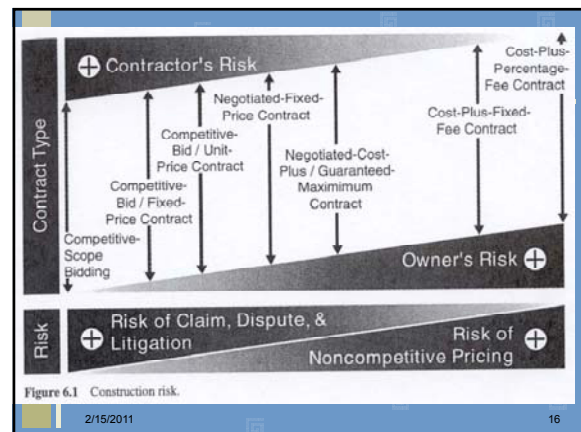 Contract Type
Contractor's Risk
Competitive-
Scope
Bidding
Competitive-
Bid / Fixed-
Price Contract
Competitive-
Bid / Unit-
Price Contract
Negotiated-Fixed-
Price Contract
Negotiated-Cost-
Plus / Guaranteed-
Maximimum
Contract
Cost-Plus-Fixed-
Fee Contract
Cost-Plus-
Percentage-
Fee Contract
Owner's Risk
Risk
Risk of Claim, Dispute, &
Litigation
Risk of
Noncompetitive Pricing
Figure 6.1 Construction risk.
2/15/2011
16